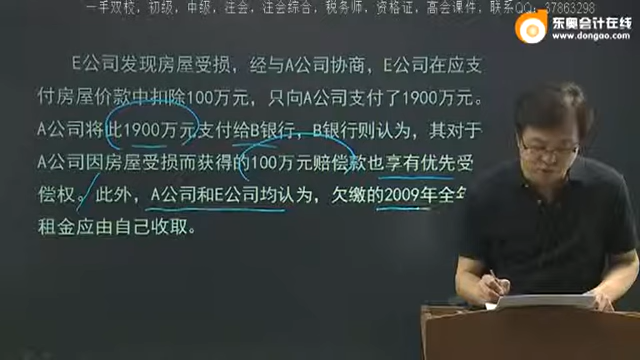 一手双校，初级，中级，注会，注会综合，税务师，资格证，高会课件，联系QQ：37863298
东奥会计在线
www.dongao.com
E公司发现房屋受损，经与A公司协商，E公司在应支
付房屋价款中扣除100万元，只向A公司支付了1900万元。
A公司将此1900万元支付给B银行，B银行则认为，其对于
A公司因房屋受损而获得的100万元赔偿款也享有优先受
偿权。此外，A公司和E公司均认为，欠缴的2009年全年
租金应由自己收取。